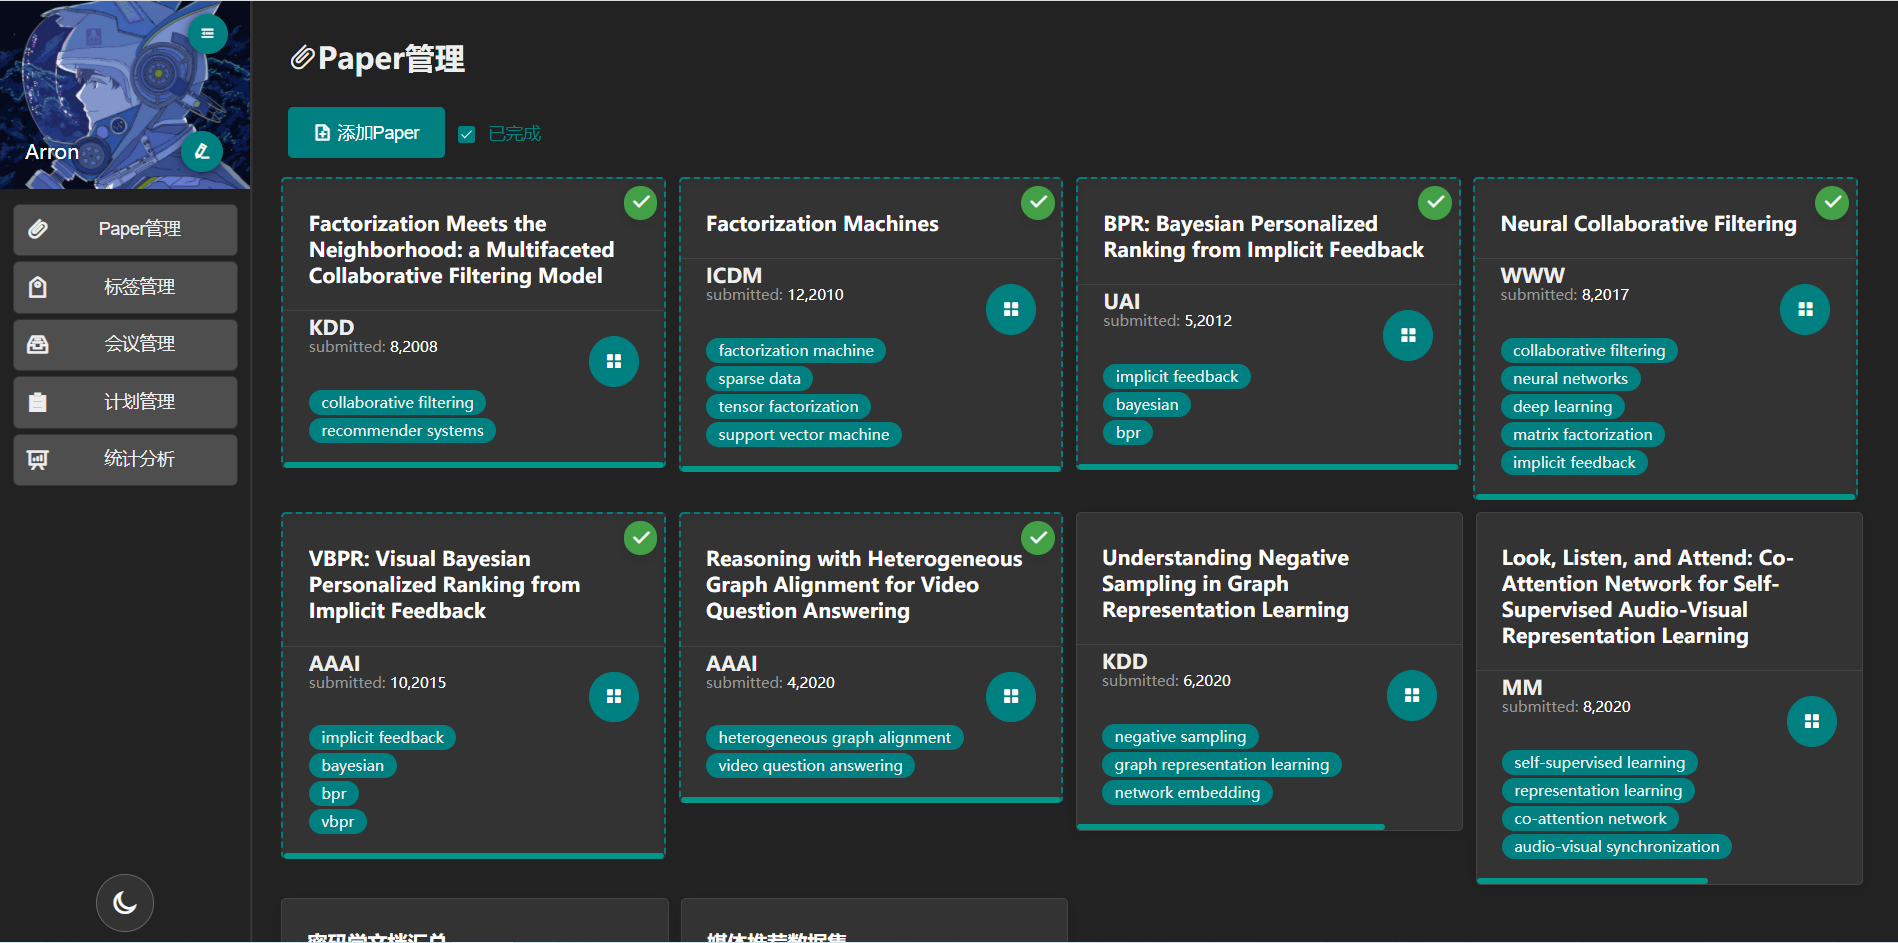 Arron
Paper管理
标签管理
会议管理
计划管理
统计分析
Paper管理
添加Paper
已完成
Factorization Meets the
Neighborhood: a Multifaceted
Collaborative Filtering Model
KDD
submitted: 8,2008
collaborative filtering
recommender systems
Factorization Machines
ICDM
submitted: 12,2010
factorization machine
sparse data
tensor factorization
support vector machine
BPR: Bayesian Personalized
Ranking from Implicit Feedback
UAI
submitted: 5,2012
implicit feedback
bayesian
bpr
Neural Collaborative Filtering
WWW
submitted: 8,2017
collaborative filtering
neural networks
deep learning
matrix factorization
implicit feedback
VBPR: Visual Bayesian
Personalized Ranking from
Implicit Feedback
AAAI
submitted: 10,2015
implicit feedback
bayesian
bpr
vbpr
Reasoning with Heterogeneous
Graph Alignment for Video
Question Answering
AAAI
submitted: 4,2020
heterogeneous graph alignment
video question answering
Understanding Negative
Sampling in Graph
Representation Learning
KDD
submitted: 6,2020
negative sampling
graph representation learning
network embedding
Look, Listen, and Attend: Co-
Attention Network for Self-
Supervised Audio-Visual
Representation Learning
MM
submitted: 8,2020
self-supervised learning
representation learning
co-attention network
audio-visual synchronization
媒体推荐数据集